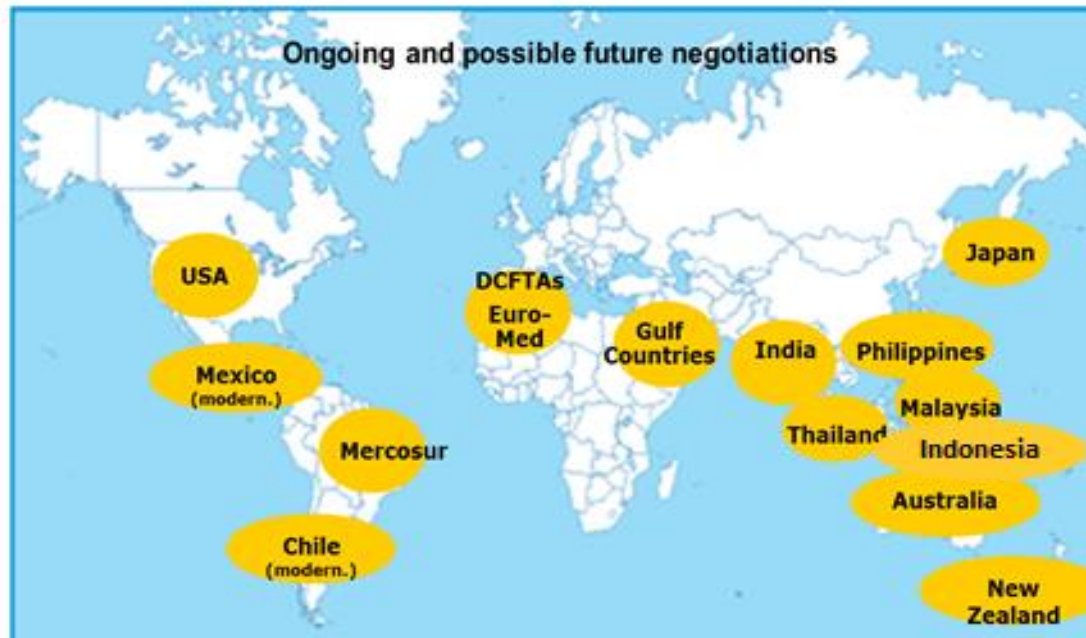 Ongoing and possible future negotiations
USA
Mexico
(modern.)
Mercosur
Chile
(modern.)
DCFTAs
Euro-
Med
Gulf
Countries
India
Japan
Philippines
Malaysia
Thailand
Indonesia
Australia
New
Zealand